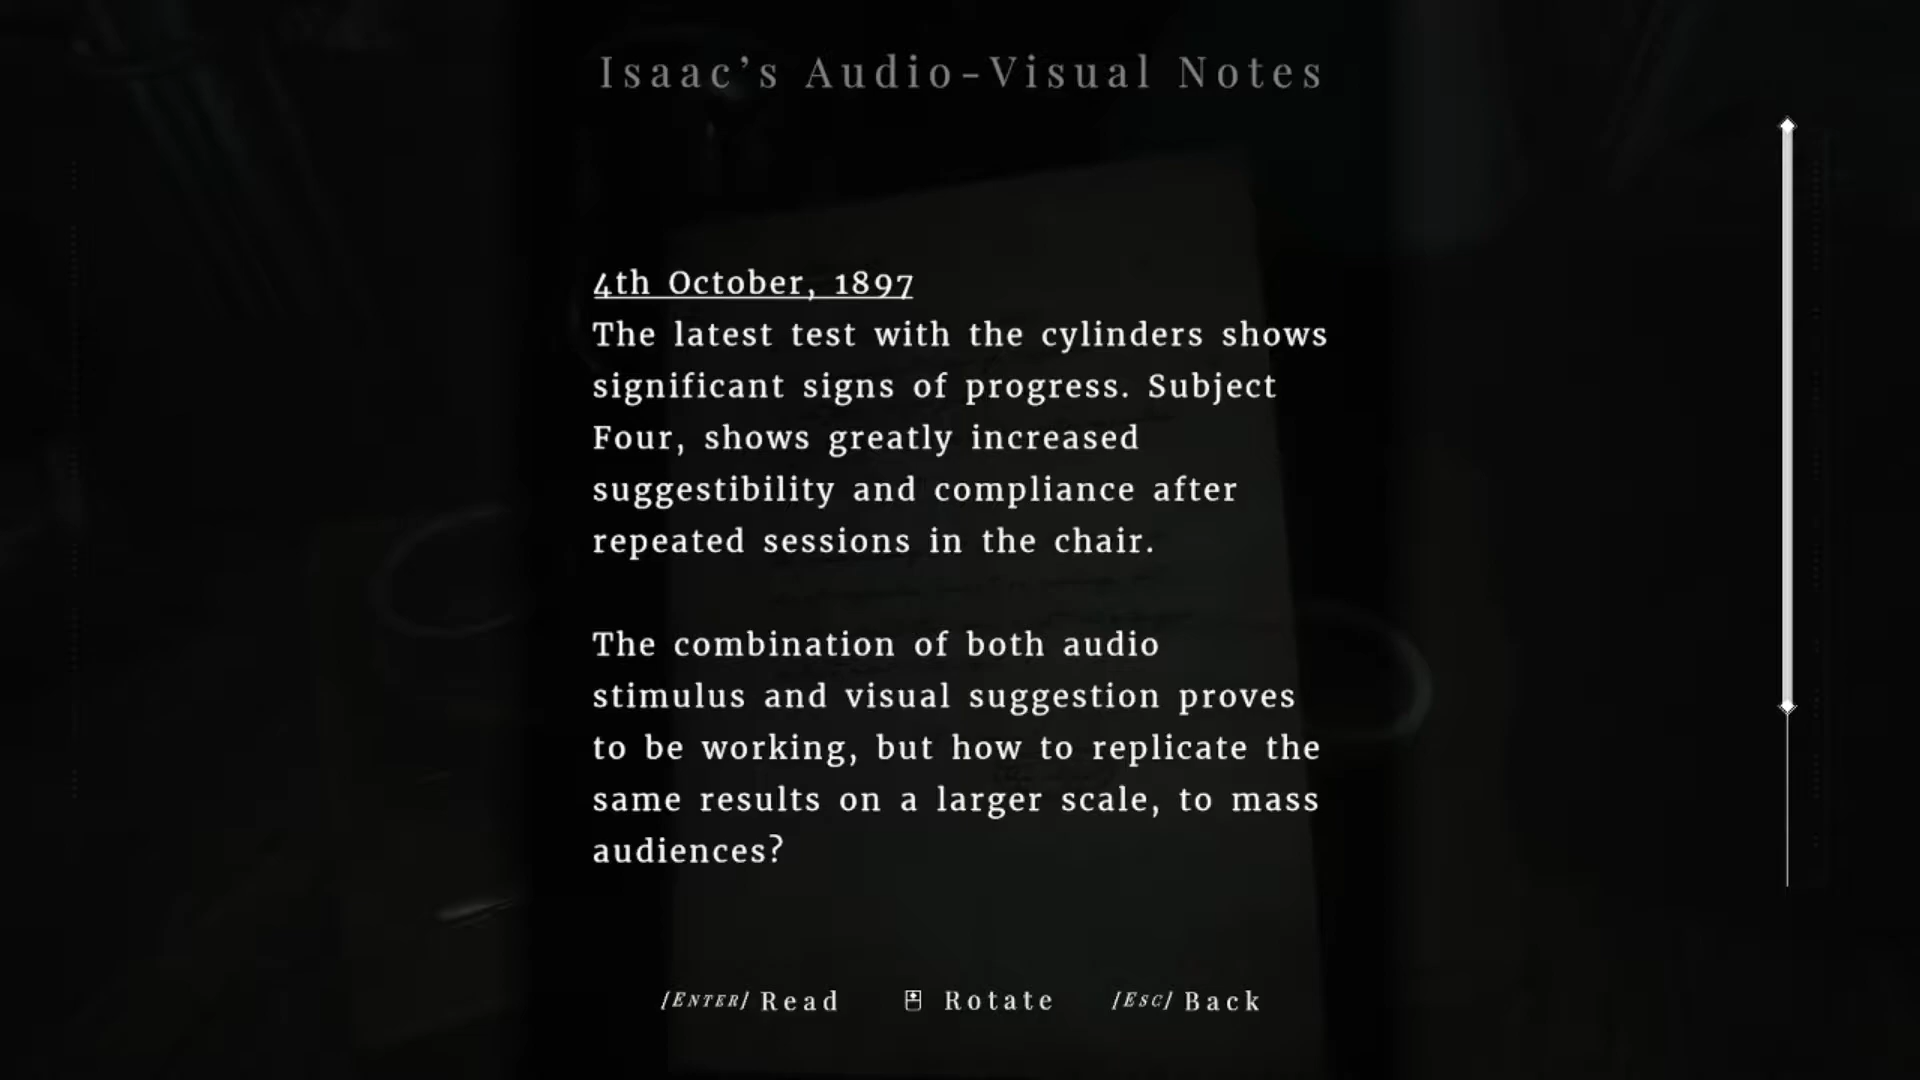 Isaac’s Audio-Visual Notes
4th October, 1897
The latest test with the cylinders shows
significant signs of progress. Subject
Four, shows greatly increased
suggestibility and compliance after
repeated sessions in the chair.
The combination of both audio
stimulus and visual suggestion proves
to be working, but how to replicate the
same results on a larger scale, to mass
audiences?
[ENTER] Read Rotate [ESC] Back